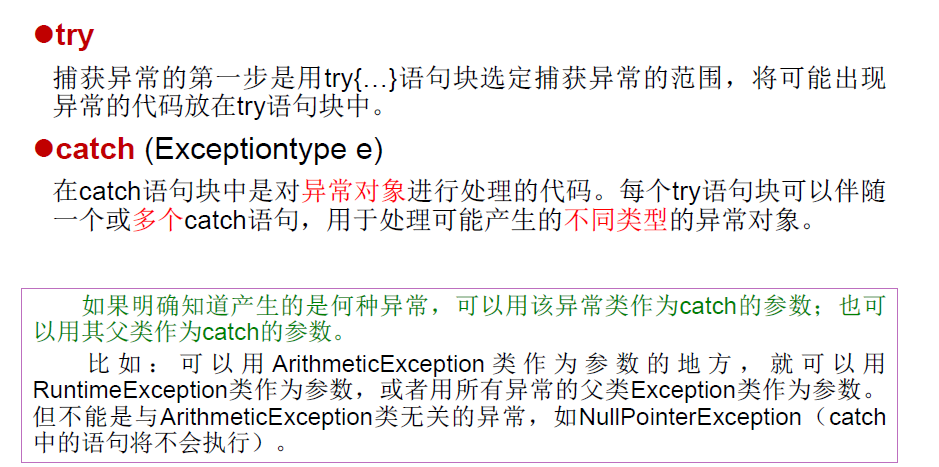 ●try
捕获异常的第一步是用try{…}语句块选定捕获异常的范围，将可能出现
异常的代码放在try语句块中。
●catch (Exceptiontype e)
在catch语句块中是对异常对象进行处理的代码。每个try语句块可以伴随
一个或多个catch语句，用于处理可能产生的不同类型的异常对象。
如果明确知道产生的是何种异常，可以用该异常类作为catch的参数；也可
以用其父类作为catch的参数。
比如：可以用ArithmeticException类作为参数的地方，就可以用
RuntimeException类作为参数，或者用所有异常的父类Exception类作为参数。
但不能是与ArithmeticException类无关的异常，如NullPointerException（catch
中的语句将不会执行）。